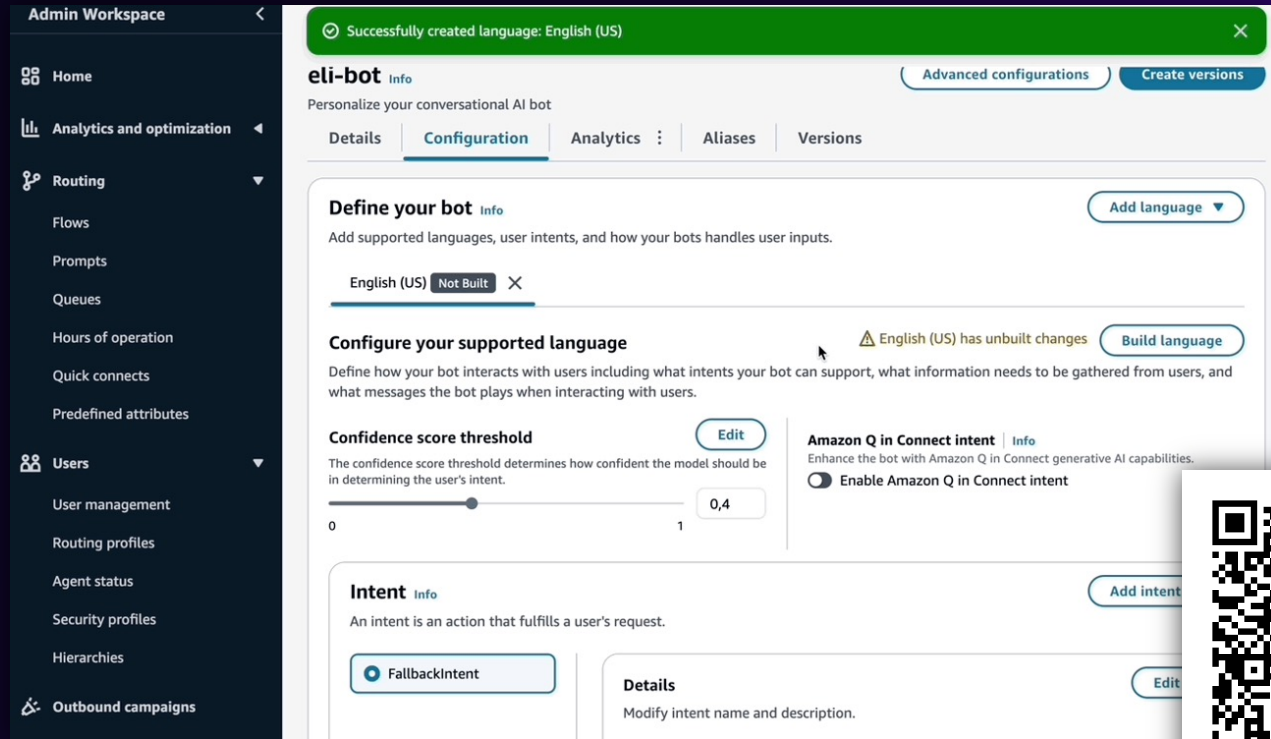 Admin Workspace
Home
Analytics and optimization
Routing
Flows
Prompts
Queues
Hours of operation
Quick connects
Predefined attributes
Users
User management
Routing profiles
Agent status
Security profiles
Hierarchies
Outbound campaigns
Successfully created language: English (US)
eli-bot Info
Advanced configurations
Create versions
Personalize your conversational AI bot
Details Configuration Analytics Aliases Versions
Define your bot Info
Add language
Add supported languages, user intents, and how your bots handles user inputs.
English (US) Not Built
Configure your supported language
English (US) has unbuilt changes
Build language
Define how your bot interacts with users including what intents your bot can support, what information needs to be gathered from users, and
what messages the bot plays when interacting with users.
Confidence score threshold
Edit
The confidence score threshold determines how confident the model should be
in determining the user's intent.
0,4
0 1
Amazon Q in Connect intent Info
Enhance the bot with Amazon Q in Connect generative AI capabilities.
Enable Amazon Q in Connect intent
Intent Info
Add intent
An intent is an action that fulfills a user's request.
FallbackIntent
Details
Edit
Modify intent name and description.